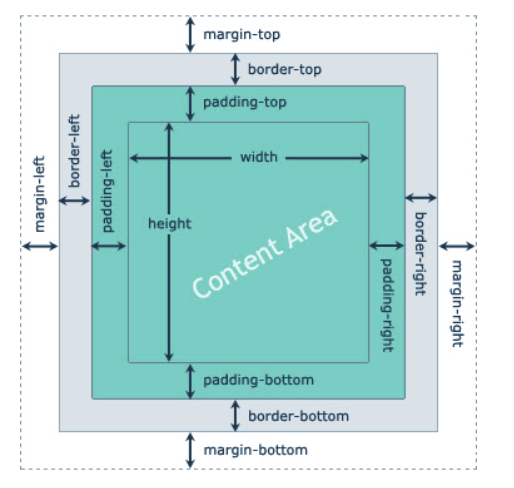 margin-top
border-top
padding-top
width
margin-left
border-left
padding-left
height
Content Area
padding-right
border-right
margin-right
padding-bottom
border-bottom
margin-bottom